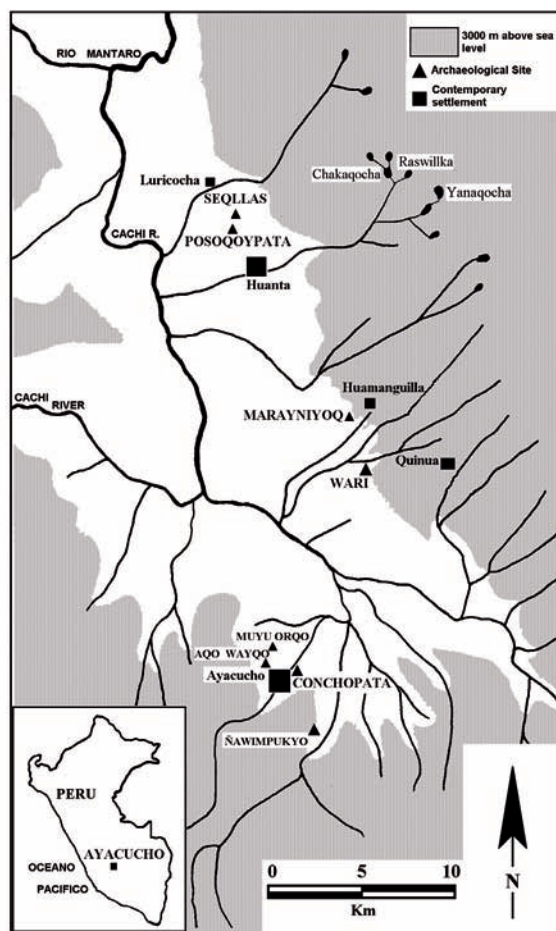 RIO MANTARO
3000 m above sea
level
Archaeological Site
Contemporary
settlement
Luricocha
Chakaqocha
Raswillka
Yanaqocha
SEQLLAS
POSOQOYPATA
CACHI R.
Huanta
Huamanguilla
CACHI RIVER
MARAYNIYOQ
Quinua
WARI
MUYU ORQO
AQO WAYQO
Ayacucho
CONCHOPATA
ÑAWIMPUKYO
PERU
AYACUCHO
OCEANO
PACIFICO
0 5 10
Km
N